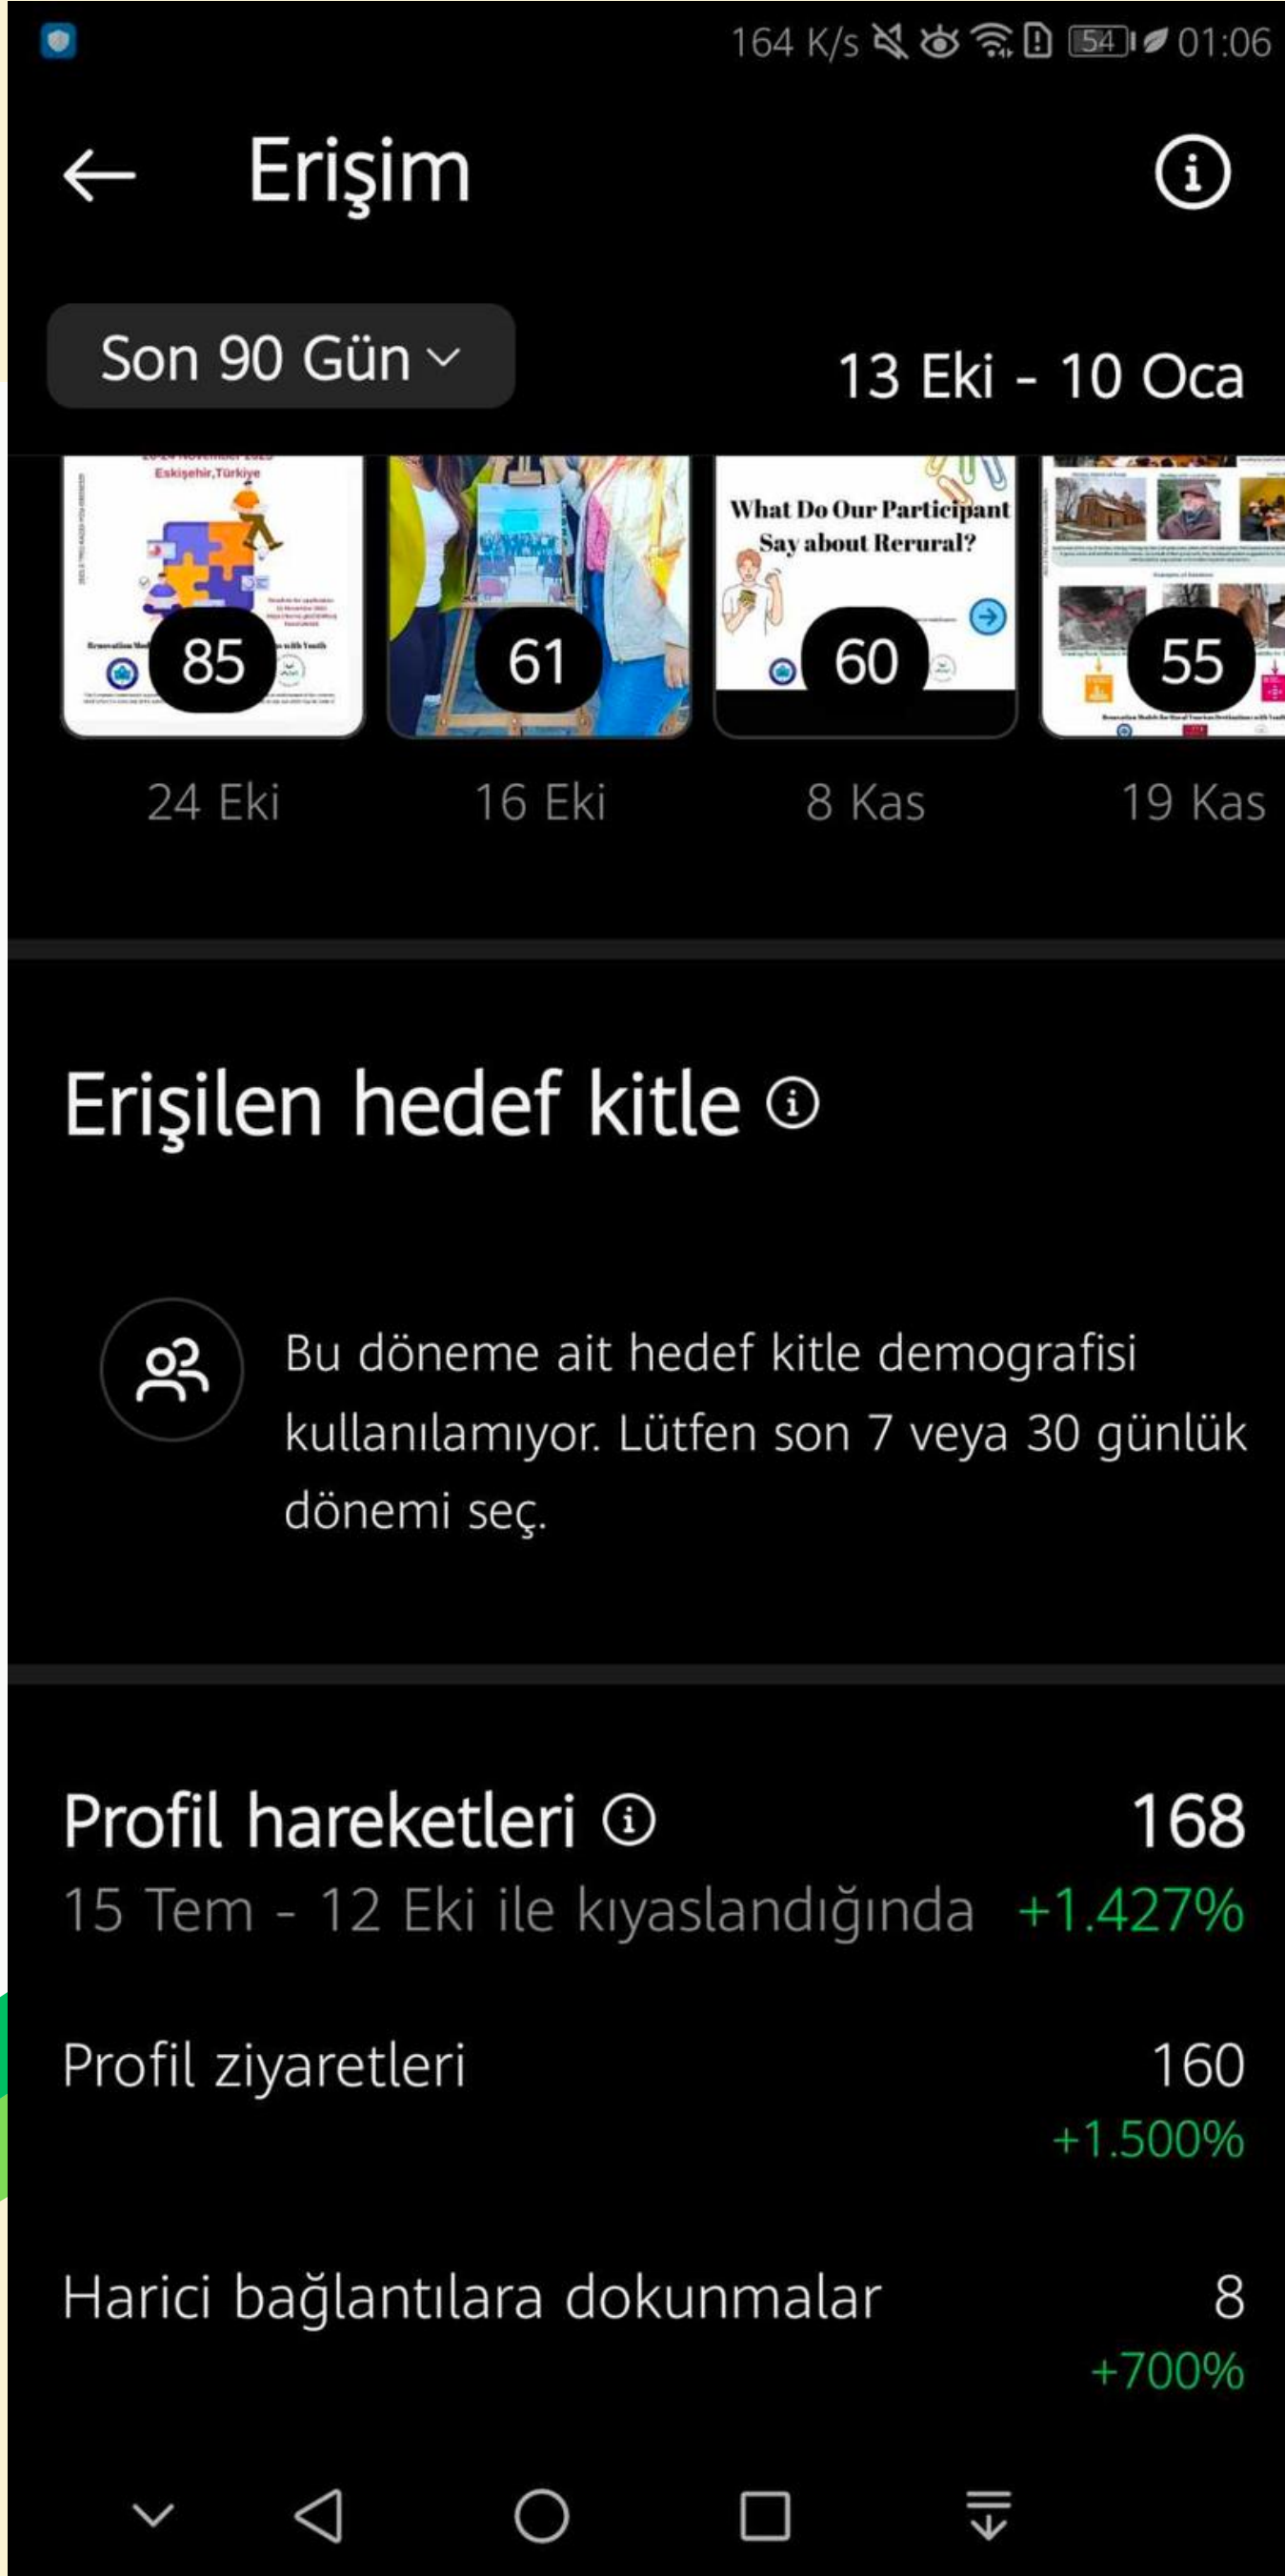 164 K/s 54 01:06
Erişim
Son 90 Gün
13 Eki - 10 Oca
Eskişehir,Türkiye
What Do Our Participant
Say about Rerural?
85
61
60
55
24 Eki
16 Eki
8 Kas
19 Kas
Erişilen hedef kitle
Bu döneme ait hedef kitle demografisi
kullanılamıyor. Lütfen son 7 veya 30 günlük
dönemi seç.
Profil hareketleri
168
15 Tem - 12 Eki ile kıyaslandığında
+1.427%
Profil ziyaretleri
160
+1.500%
Harici bağlantılara dokunmalar
8
+700%